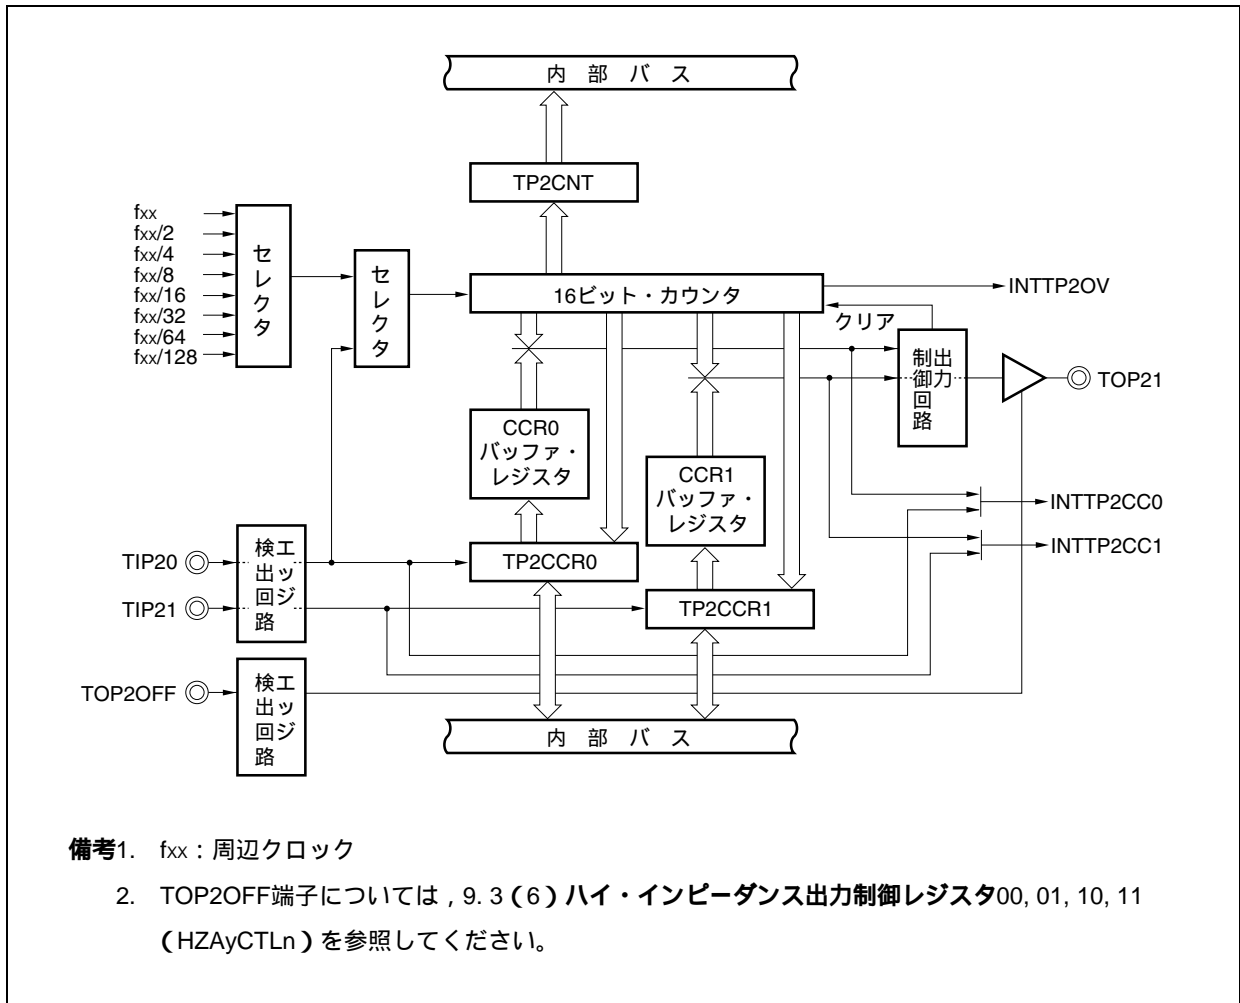 内 部 バ ス
TP2CNT
fxx
fxx/2
fxx/4
fxx/8
fxx/16
fxx/32
fxx/64
fxx/128
セレクタ
セレクタ
16ビット・カウンタ
INTTP2OV
クリア
出力
制御回路
TOP21
CCR0
バッファ・
レジスタ
CCR1
バッファ・
レジスタ
INTTP2CC0
INTTP2CC1
TIP20
TIP21
エッジ
検出回路
TP2CCR0
TP2CCR1
TOP2OFF
エッジ
検出回路
内 部 バ ス
備考1. fxx：周辺クロック
2. TOP2OFF端子については，9. 3（6）ハイ・インピーダンス出力制御レジスタ00, 01, 10, 11
（HZAyCTLn）を参照してください。